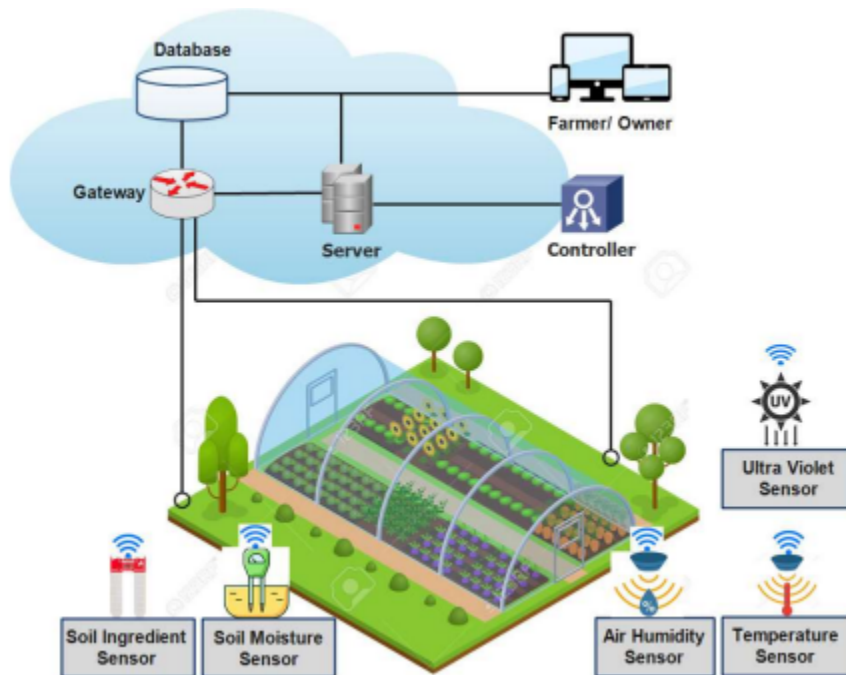 Database
Farmer/ Owner
Gateway
Server
Controller
UV
Ultra Violet
Sensor
%
Soil Ingredient
Sensor
Soil Moisture
Sensor
Air Humidity
Sensor
Temperature
Sensor